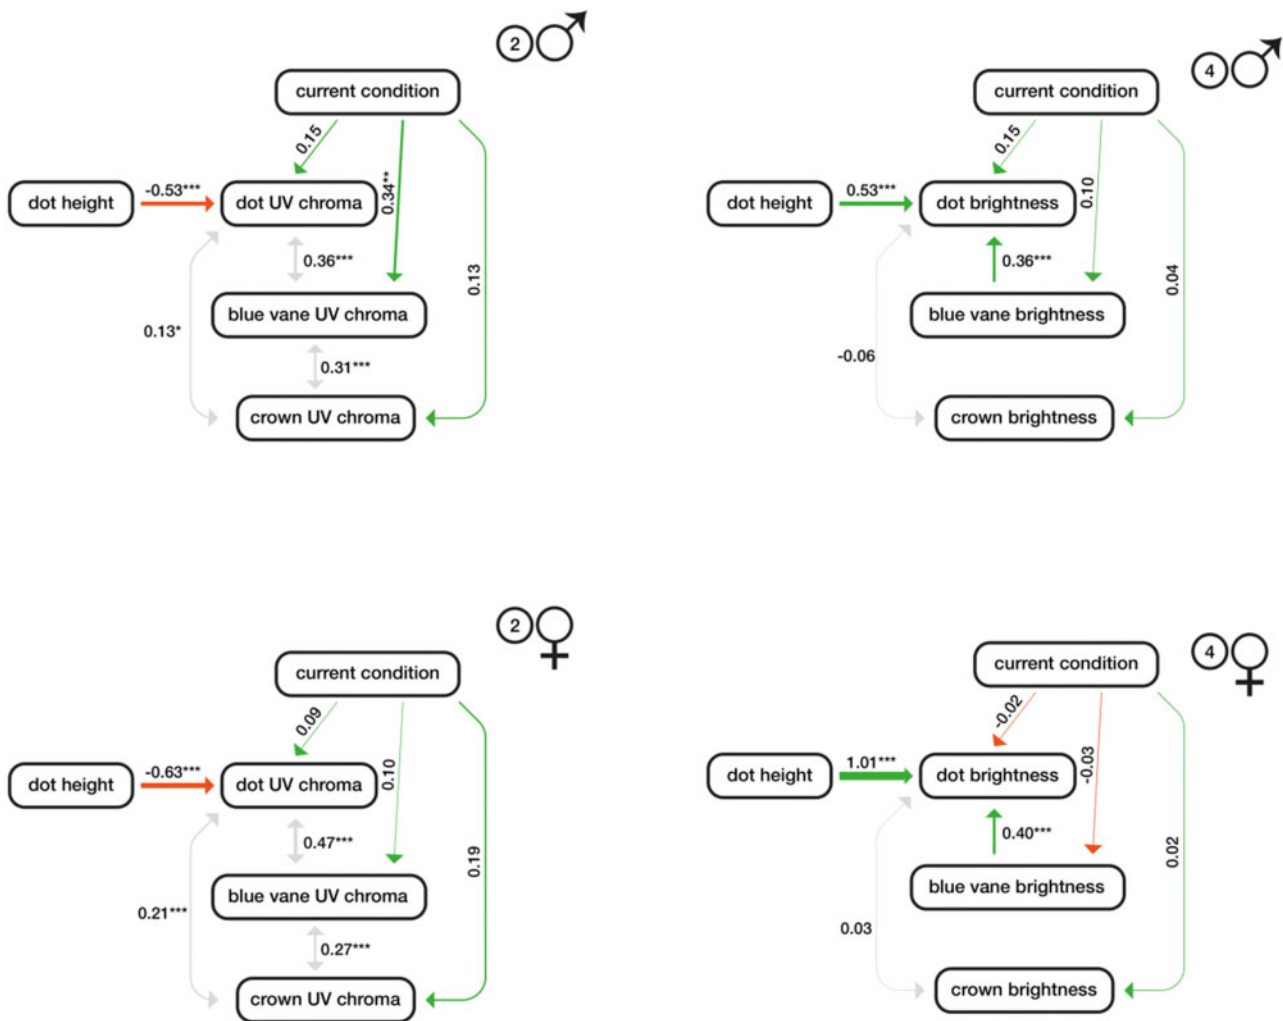 2
current condition
0.15
-0.53***
0.34**
dot height
dot UV chroma
0.36***
0.13
blue vane UV chroma
0.13*
0.31***
crown UV chroma
4
current condition
0.15
0.53***
0.10
dot height
dot brightness
0.36***
0.04
blue vane brightness
-0.06
crown brightness
2
current condition
0.09
-0.63***
0.10
dot height
dot UV chroma
0.47***
0.19
blue vane UV chroma
0.21***
0.27***
crown UV chroma
4
current condition
-0.02
1.01***
-0.03
dot height
dot brightness
0.40***
0.02
blue vane brightness
0.03
crown brightness